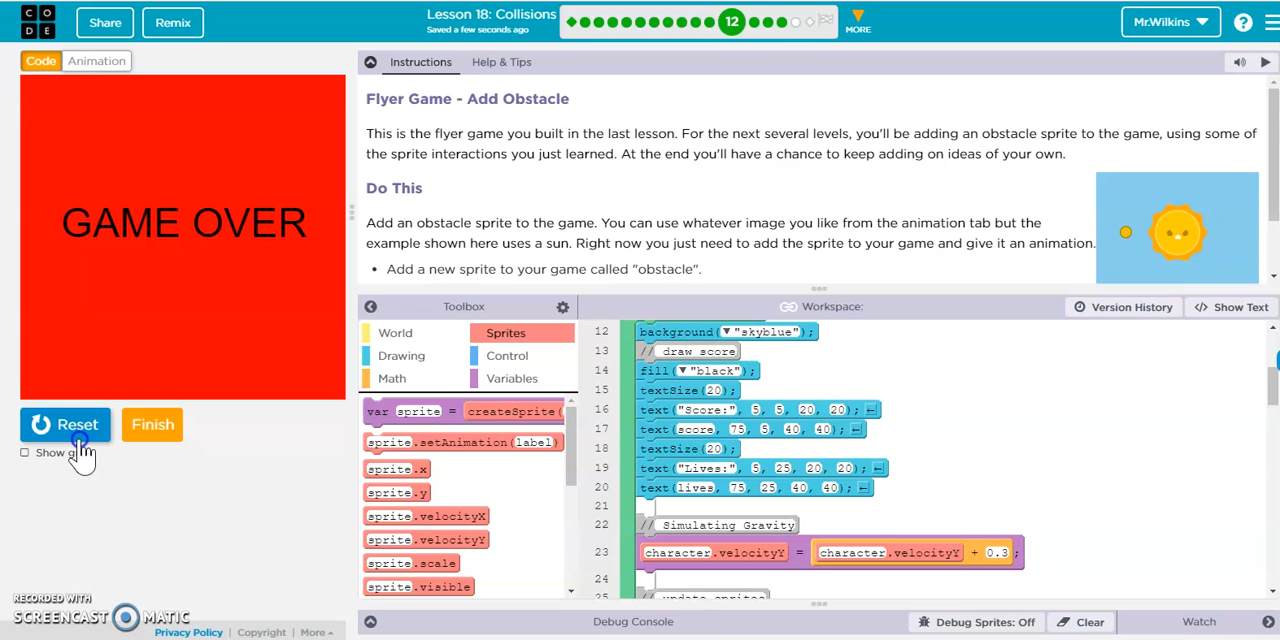 CO
DE
Share
Remix
Lesson 18: Collisions
Saved a few seconds ago
12
MORE
Mr.Wilkins
?
Code
Animation
GAME OVER
Reset
Finish
Show g
Instructions
Help & Tips
Flyer Game - Add Obstacle
This is the flyer game you built in the last lesson. For the next several levels, you'll be adding an obstacle sprite to the game, using some of
the sprite interactions you just learned. At the end you'll have a chance to keep adding on ideas of your own.
Do This
Add an obstacle sprite to the game. You can use whatever image you like from the animation tab but the
example shown here uses a sun. Right now you just need to add the sprite to your game and give it an animation.
• Add a new sprite to your game called "obstacle".
Toolbox
World
Sprites
Drawing
Control
Math
Variables
var sprite = createSprite(
sprite.setAnimation(label)
sprite.x
sprite.y
sprite.velocityX
sprite.velocityY
sprite.scale
sprite.visible
Workspace:
Version History
</> Show Text
12 background("skyblue");
13 // draw score
14 fill("black");
15 textSize(20);
16 text("Score:", 5, 5, 20, 20);
17 text(score, 75, 5, 40, 40);
18 textSize(20);
19 text("Lives:", 5, 25, 20, 20);
20 text(lives, 75, 25, 40, 40);
21
22 // Simulating Gravity
23 character.velocityY = character.velocityY + 0.3;
24
25 // update sprites
Debug Console
Debug Sprites: Off
Clear
Watch
RECORDED WITH
SCREENCAST MATIC
Privacy Policy | Copyright | More